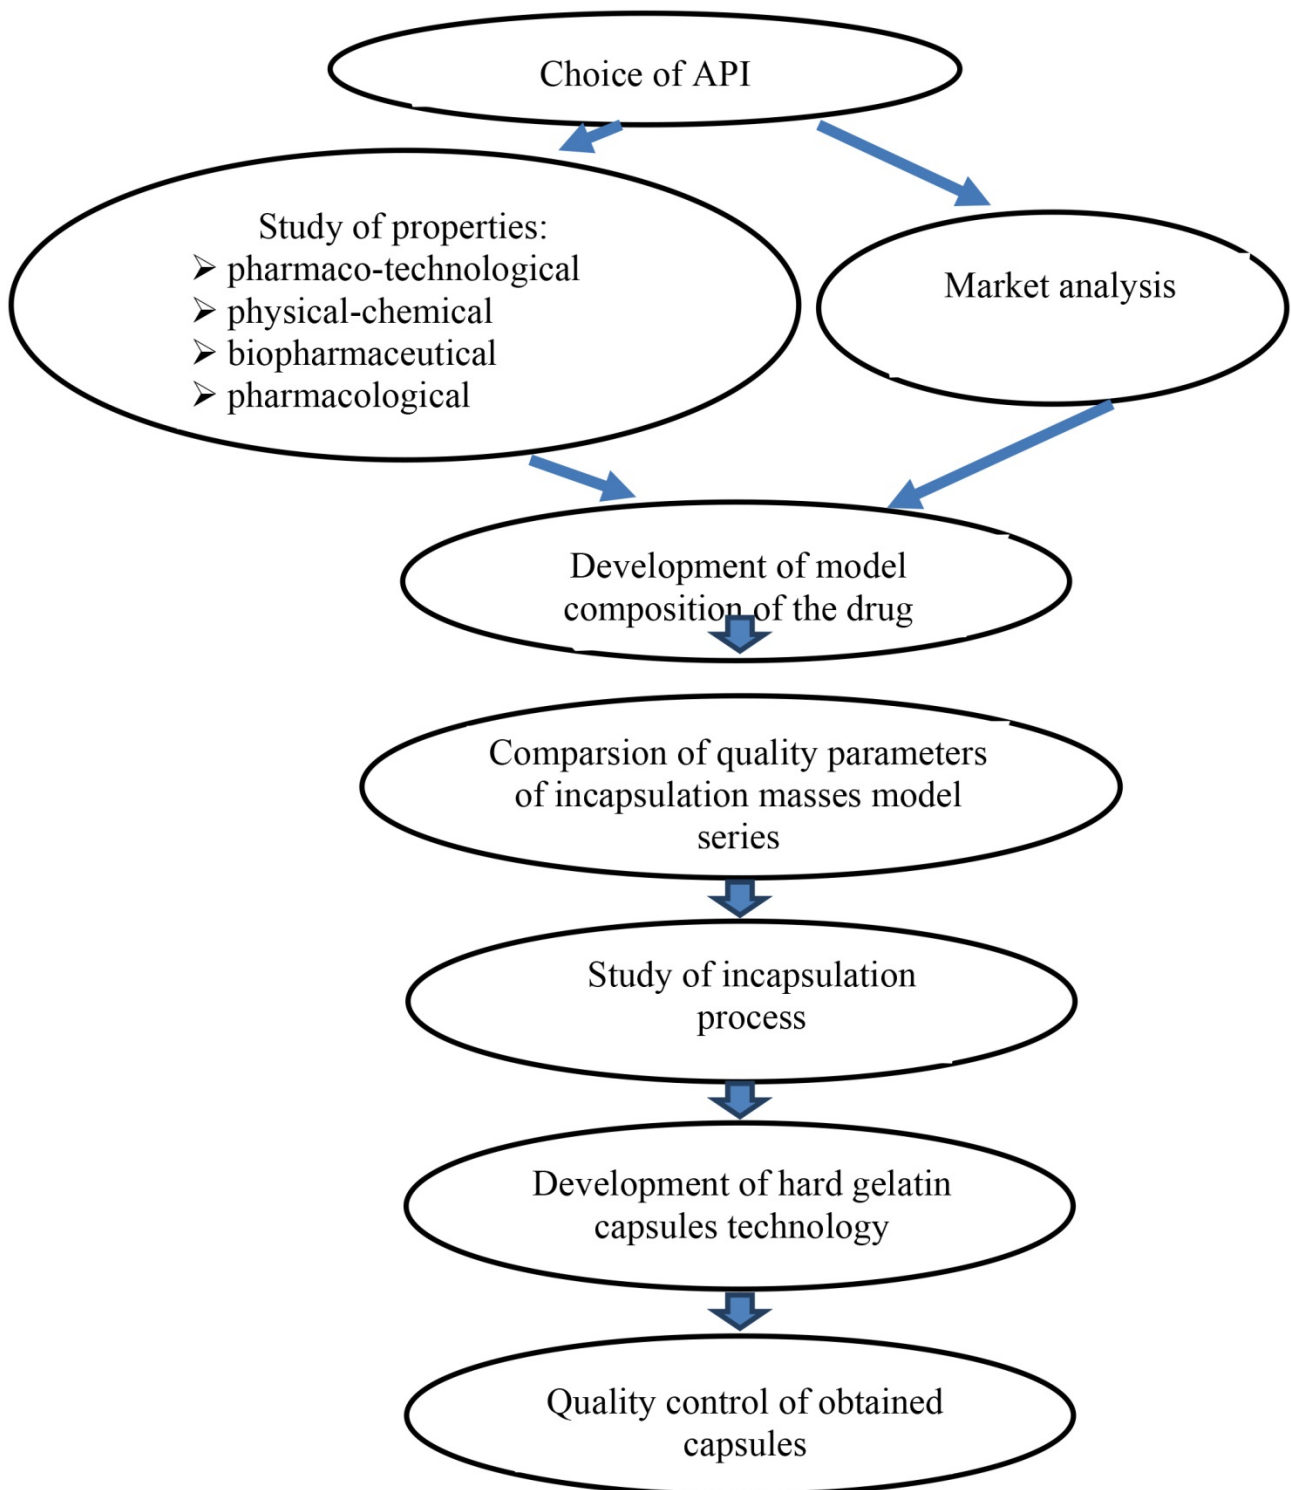 Choice of API
Study of properties:
➢ pharmaco-technological
➢ physical-chemical
➢ biopharmaceutical
➢ pharmacological
Market analysis
Development of model
composition of the drug
Comparsion of quality parameters
of incapsulation masses model
series
Study of incapsulation
process
Development of hard gelatin
capsules technology
Quality control of obtained
capsules